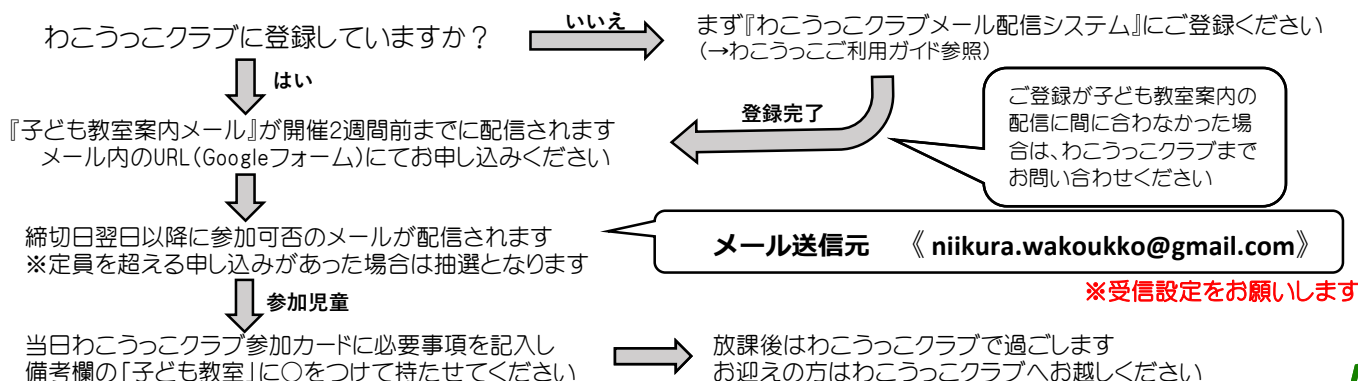 わこうっこクラブに登録していますか?
いいえ
まず『わこうっこクラブメール配信システム』にご登録ください
(→わこうっこご利用ガイド参照)
はい
登録完了
ご登録が子ども教室案内の
配信に間に合わなかった場
合は、わこうっこクラブまで
お問い合わせください
『子ども教室案内メール』が開催2週間前までに配信されます
メール内のURL(Googleフォーム)にてお申し込みください
締切日翌日以降に参加可否のメールが配信されます
※定員を超える申し込みがあった場合は抽選となります
メール送信元 《 niikura.wakoukko@gmail.com》
※受信設定をお願いします
参加児童
当日わこうっこクラブ参加カードに必要事項を記入し
備考欄の「子ども教室」に○をつけて持たせてください
放課後はわこうっこクラブで過ごします
お迎えの方はわこうっこクラブへお越しください